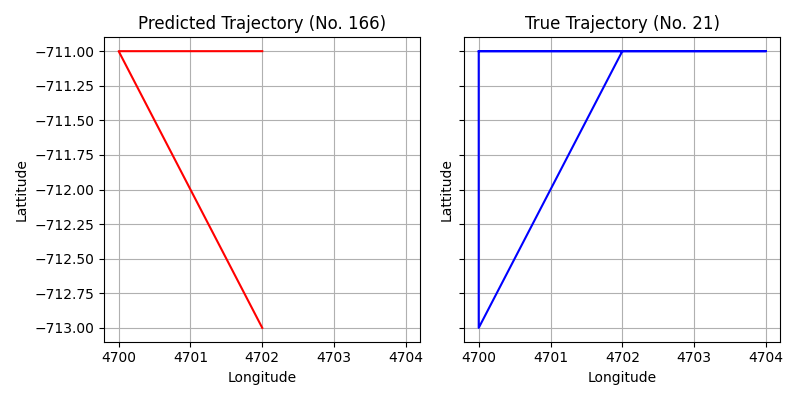 Predicted Trajectory (No. 166)
−711.00
−711.25
−711.50
−711.75
−712.00
−712.25
−712.50
−712.75
−713.00
Lattitude
4700 4701 4702 4703 4704
Longitude
True Trajectory (No. 21)
Lattitude
4700 4701 4702 4703 4704
Longitude